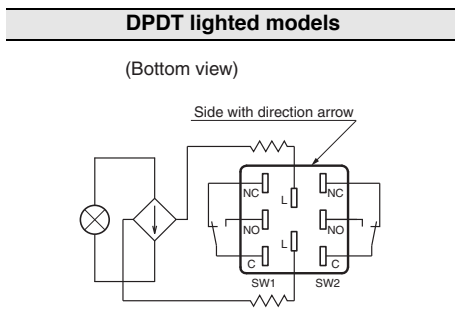 DPDT lighted models
(Bottom view)
Side with direction arrow
NC L NC
NO NO
L
C C
SW1 SW2